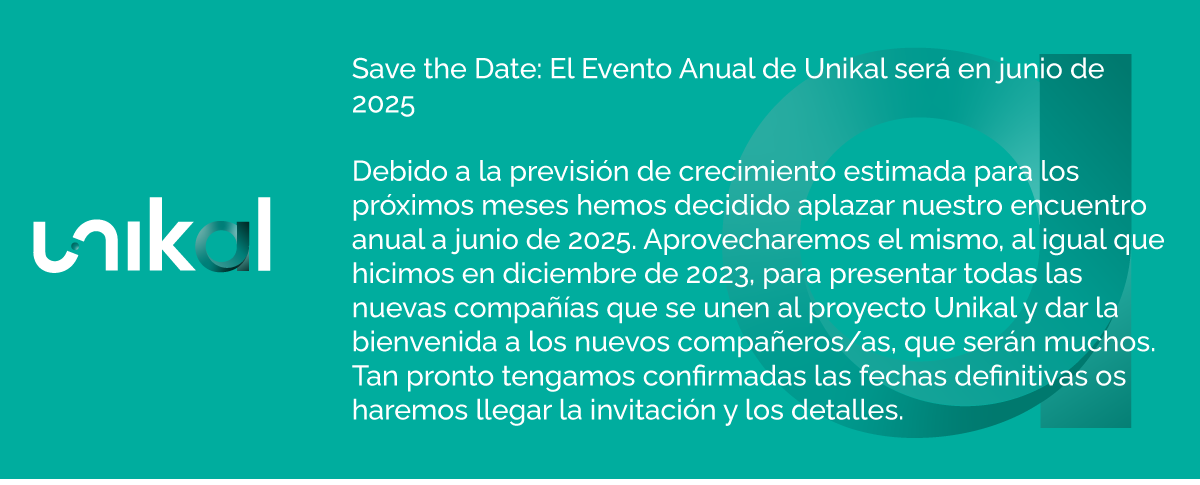 Save the Date: El Evento Anual de Unikal será en junio de
2025
Debido a la previsión de crecimiento estimada para los
próximos meses hemos decidido aplazar nuestro encuentro
anual a junio de 2025. Aprovecharemos el mismo, al igual que
hicimos en diciembre de 2023, para presentar todas las
nuevas compañías que se unen al proyecto Unikal y dar la
bienvenida a los nuevos compañeros/as, que serán muchos.
Tan pronto tengamos confirmadas las fechas definitivas os
haremos llegar la invitación y los detalles.
unikal